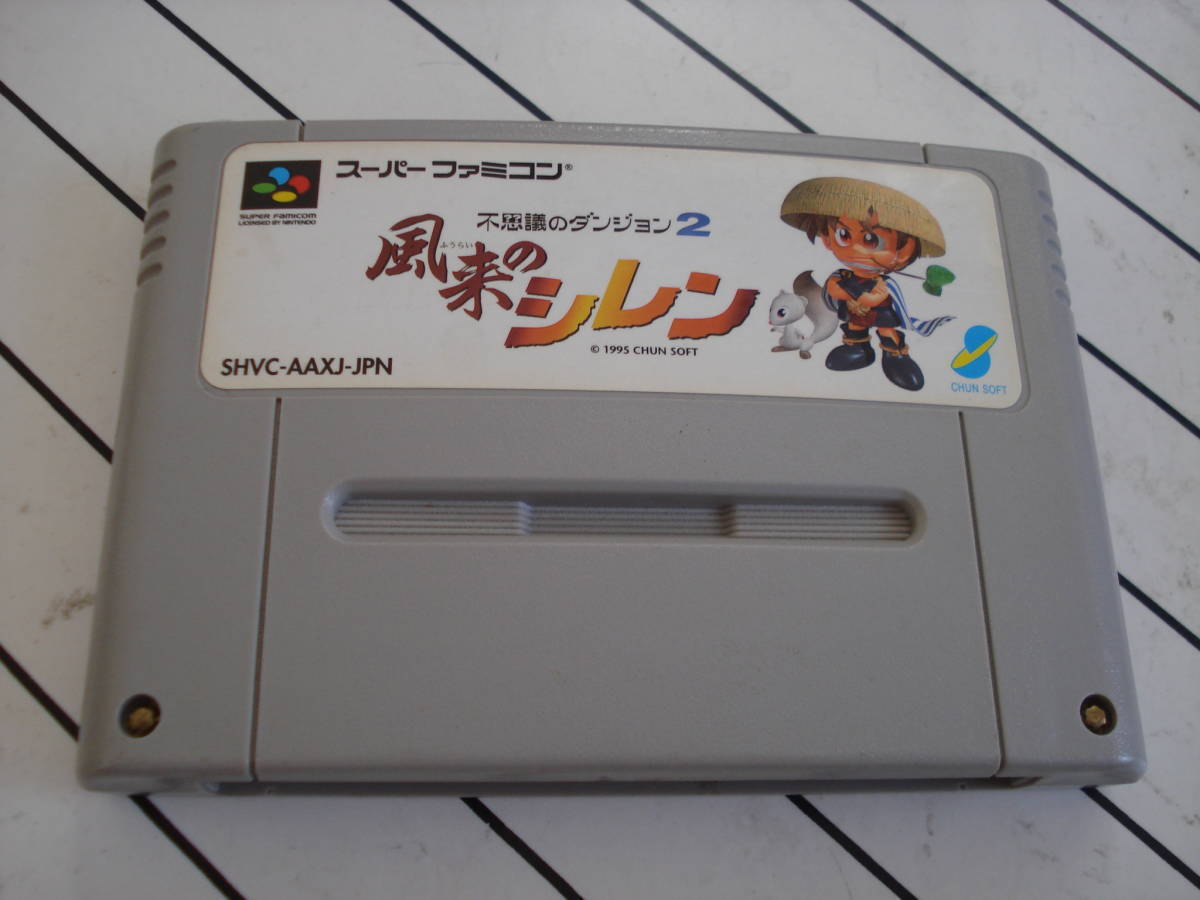 スーパーファミコン®
SUPER FAMICOM
LICENSED BY NINTENDO
不思議のダンジョン2
ふうらい
風来の
シレン
© 1995 CHUN SOFT
SHVC-AAXJ-JPN
CHUN SOFT